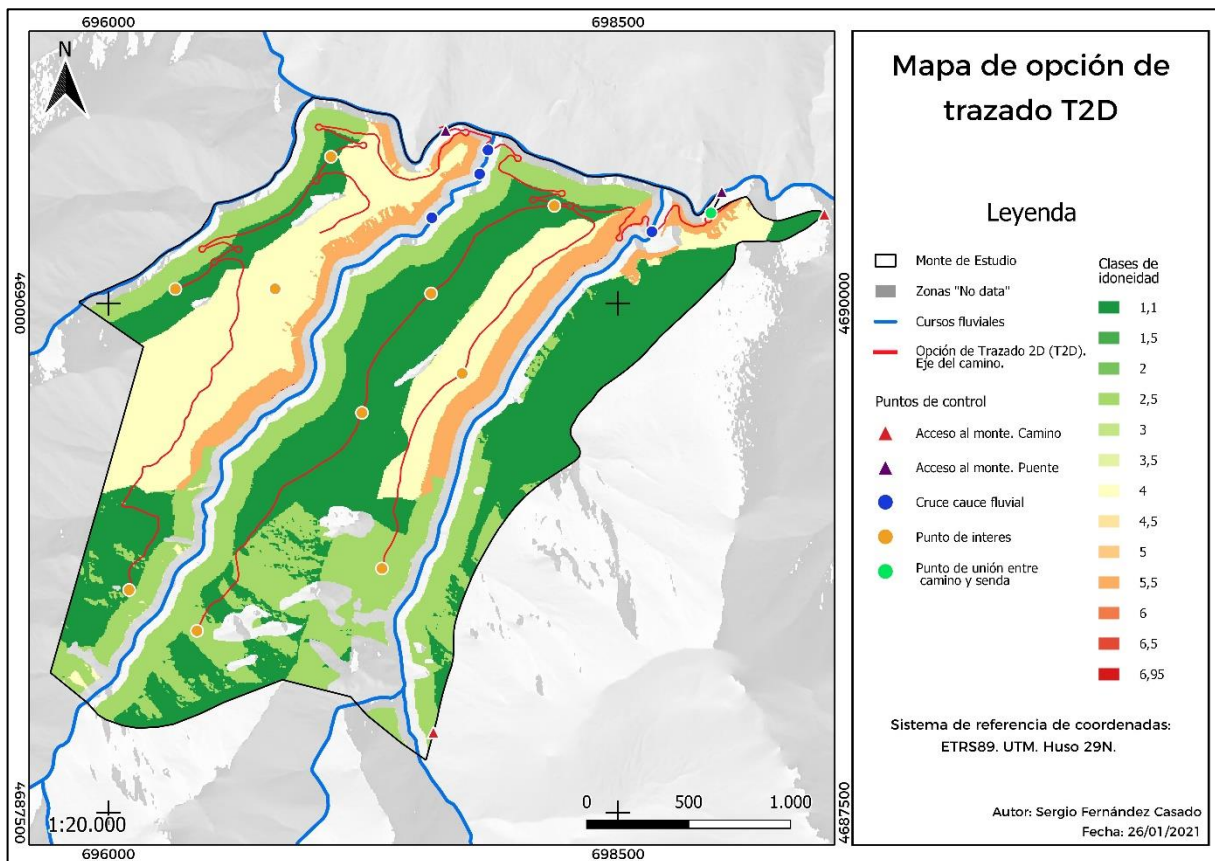 696000
698500
N
4690000
4690000
4687500
4687500
1:20.000
0 500 1.000
696000
698500
Mapa de opción de
trazado T2D
Leyenda
Monte de Estudio
Zonas "No data"
Cursos fluviales
Opción de Trazado 2D (T2D).
Eje del camino.
Puntos de control
Acceso al monte. Camino
Acceso al monte. Puente
Cruce cauce fluvial
Punto de interes
Punto de unión entre
camino y senda
Clases de
idoneidad
1,1
1,5
2
2,5
3
3,5
4
4,5
5
5,5
6
6,5
6,95
Sistema de referencia de coordenadas:
ETRS89. UTM. Huso 29N.
Autor: Sergio Fernández Casado
Fecha: 26/01/2021